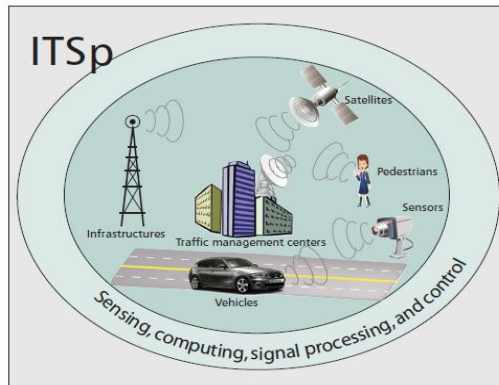 ITSp
Satellites
Pedestrians
Sensors
Infrastructures
Traffic management centers
Vehicles
Sensing, computing, signal processing, and control